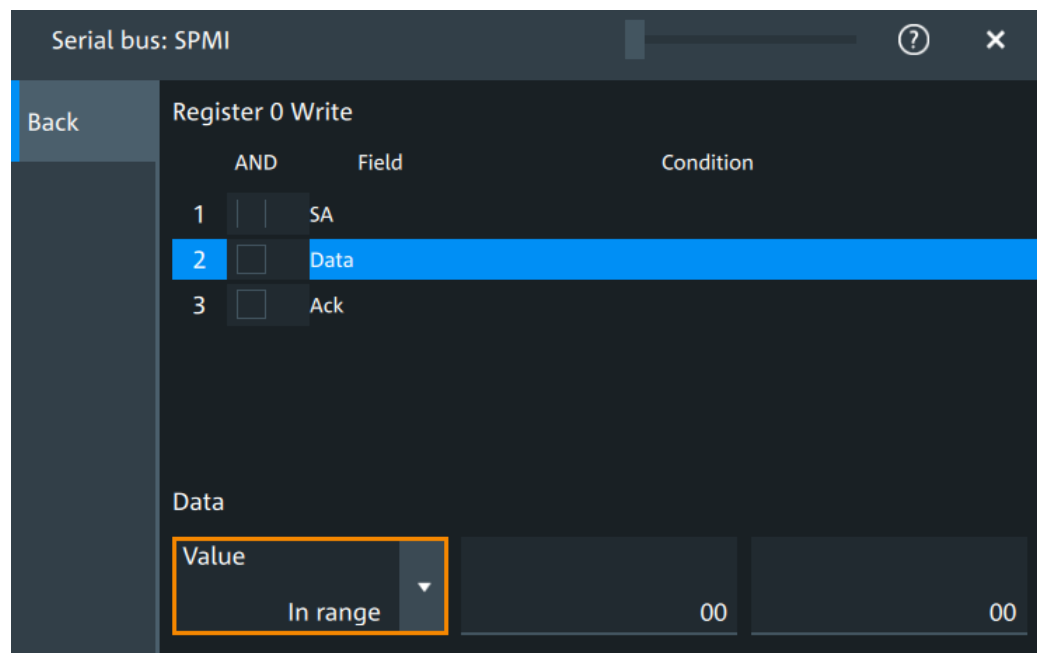 Serial bus: SPMI ? ×
Back
Register 0 Write
AND Field Condition
1 SA
2 Data
3 Ack
Data
Value
In range 00 00